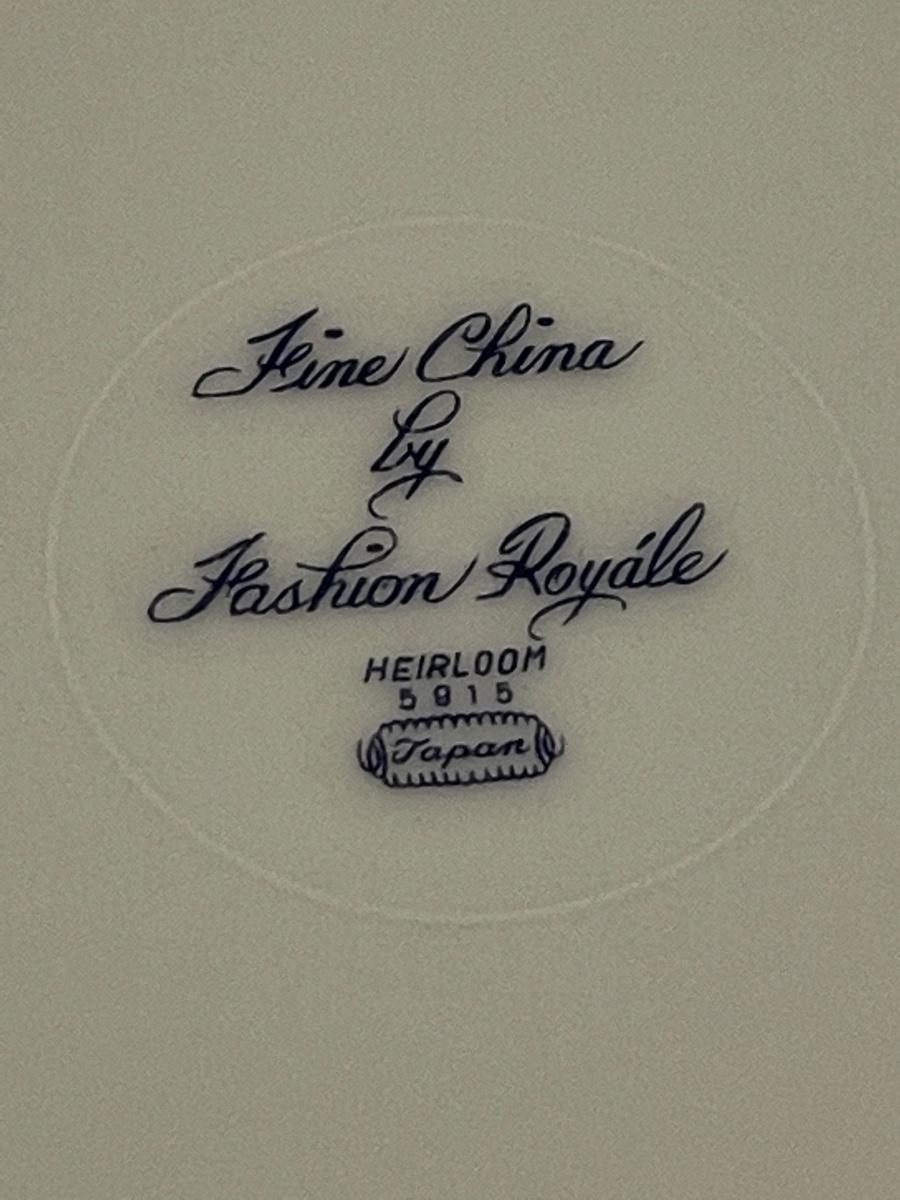 Fine China
by
Fashion Royále
HEIRLOOM
5915
Japan